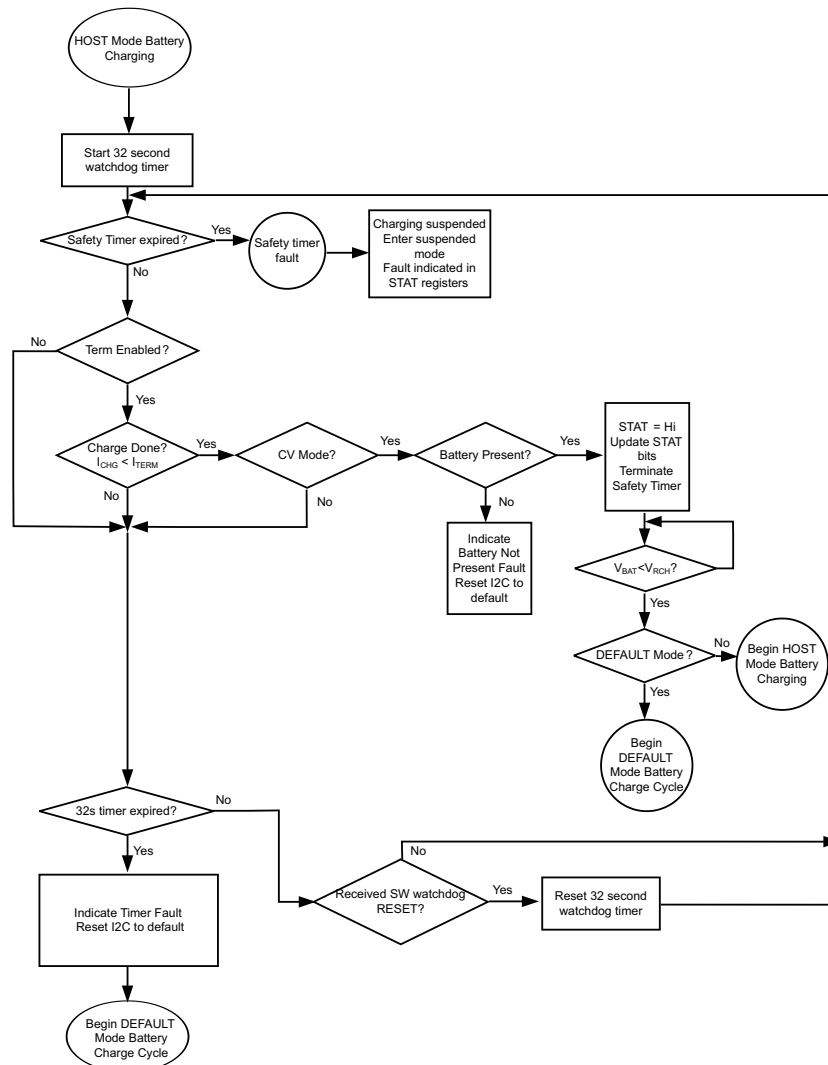 HOST Mode Battery
Charging
Start 32 second
watchdog timer
Safety Timer expired?
Yes
Safety timer
fault
Charging suspended
Enter suspended
mode
Fault indicated in
STAT registers
No
No
Term Enabled?
Yes
Charge Done?
ICHG < ITERM
Yes
No
CV Mode?
Yes
No
Battery Present?
Yes
No
STAT = Hi
Update STAT
bits
Terminate
Safety Timer
Indicate
Battery Not
Present Fault
Reset I2C to
default
VBAT<VRCH?
Yes
DEFAULT Mode?
No
Begin HOST
Mode Battery
Charging
Yes
Begin
DEFAULT
Mode Battery
Charge Cycle
32s timer expired?
No
Yes
Indicate Timer Fault
Reset I2C to default
No
Received SW watchdog
RESET?
Yes
Reset 32 second
watchdog timer
Begin DEFAULT
Mode Battery
Charge Cycle